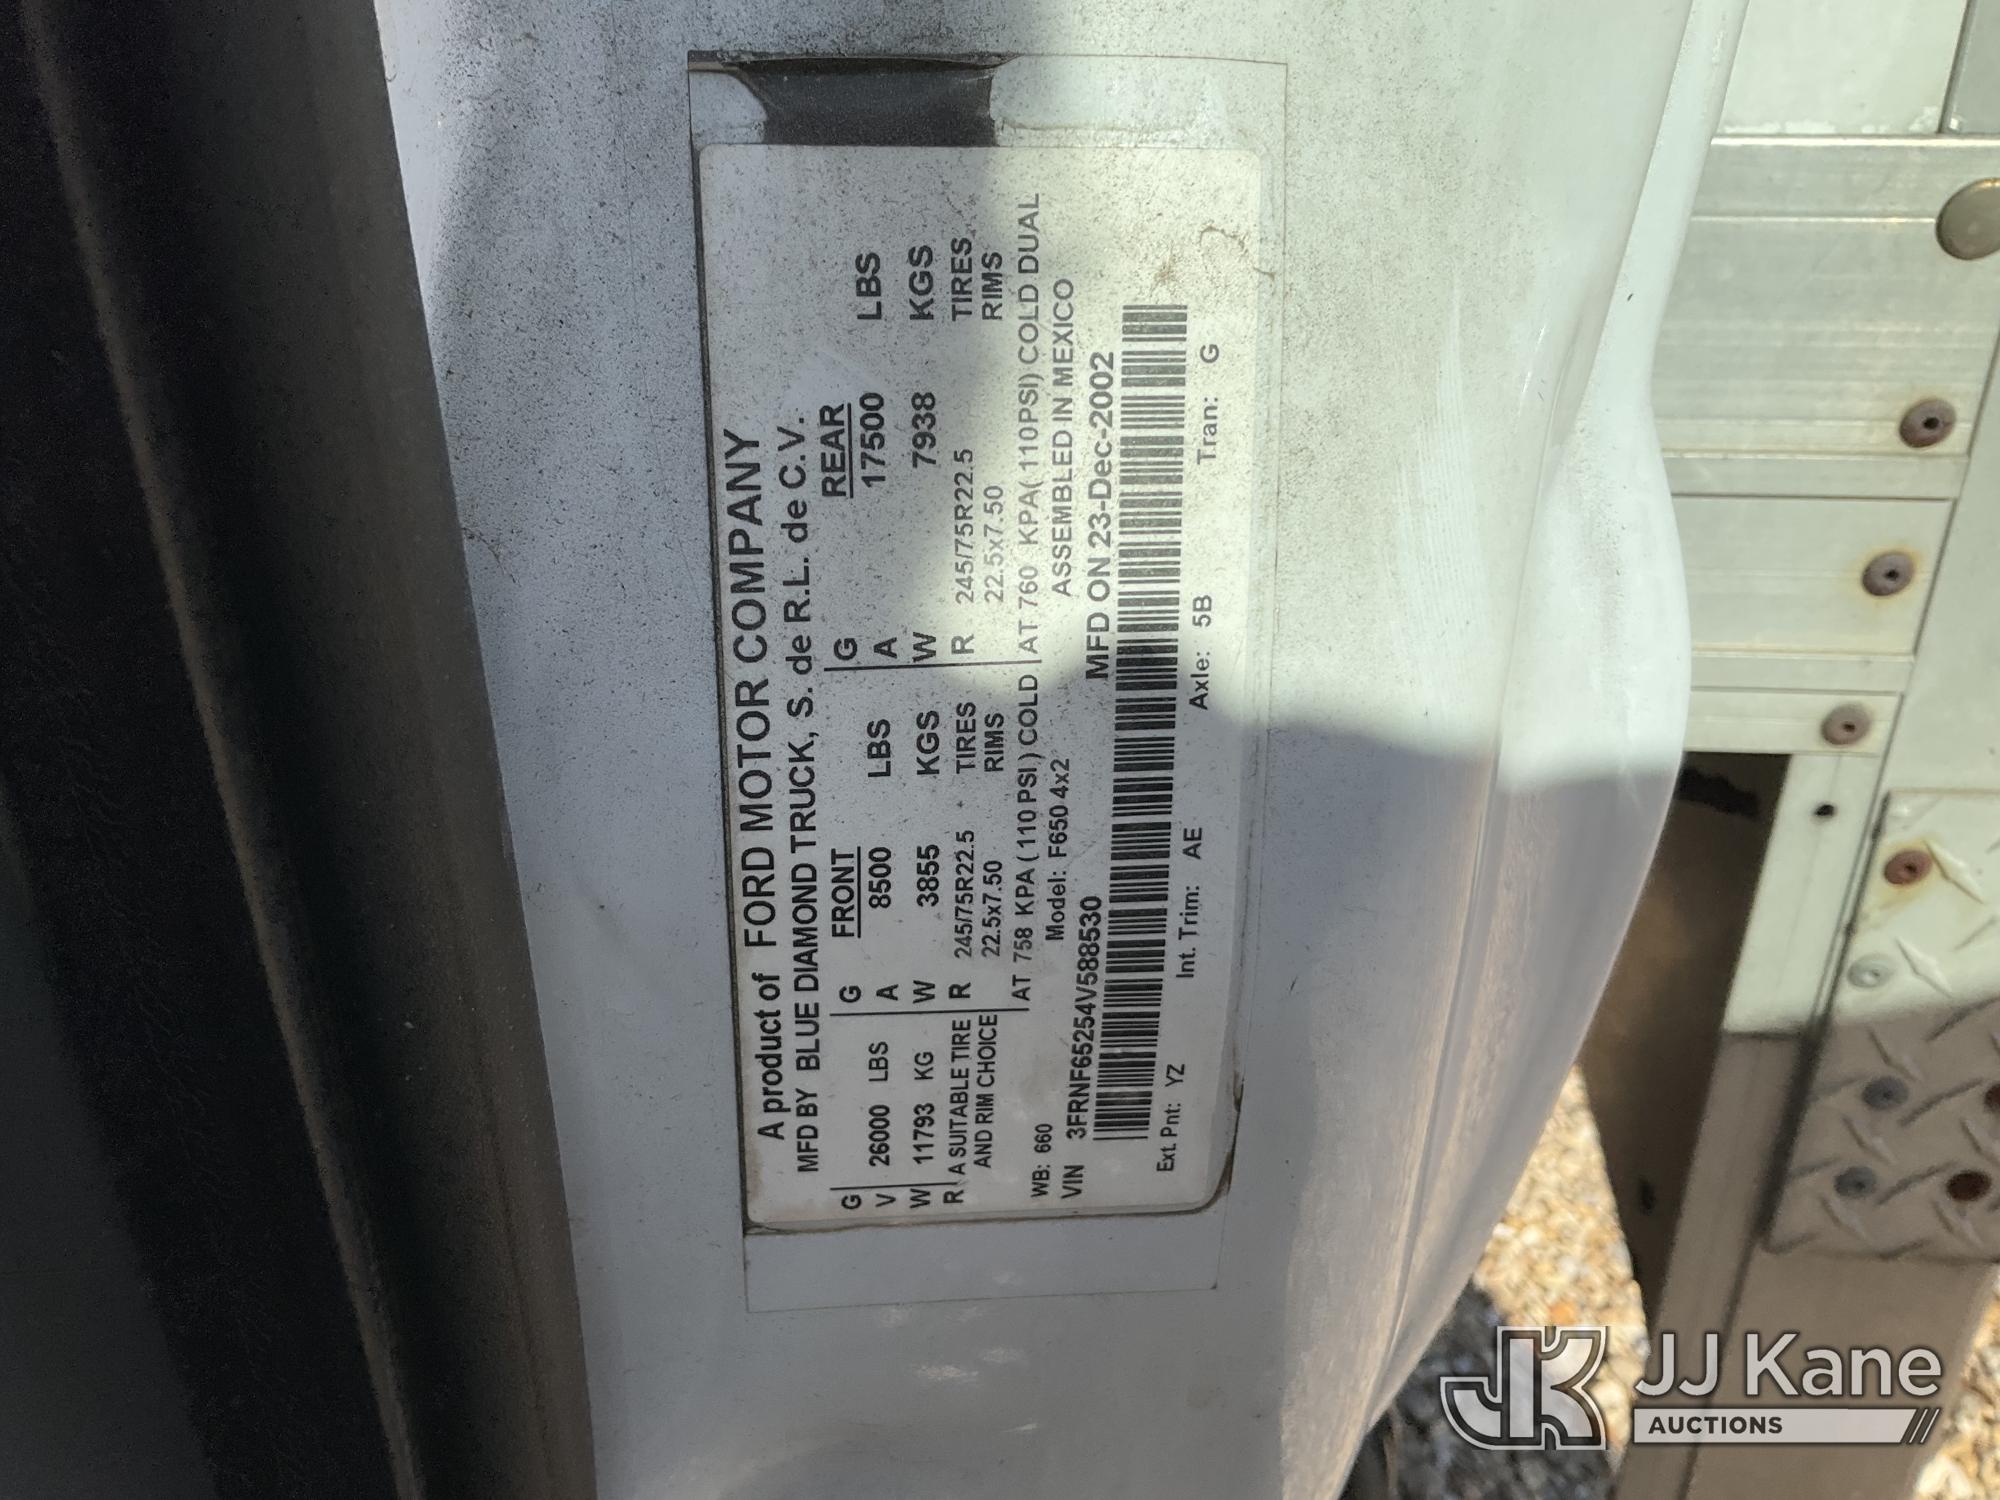 A product of FORD MOTOR COMPANY
MFD BY BLUE DIAMOND TRUCK, S. de R.L. de C.V.
G FRONT G REAR
G V 26000 LBS A 8500 LBS A 17500 LBS
W 11793 KG W 3855 KGS W 7938 KGS
R A SUITABLE TIRE R 245/75R22.5 TIRES R 245/75R22.5 TIRES
AND RIM CHOICE 22.5x7.50 RIMS 22.5x7.50 RIMS
AT 758 KPA (110 PSI) COLD AT 760 KPA( 110PSI) COLD DUAL
WB: 660 Model: F650 4x2 ASSEMBLED IN MEXICO
VIN 3FRNF65254V588530 MFD ON 23-Dec-2002
Ext. Pnt: YZ Int. Trim: AE Axle: 5B Tran: G
JK JJ Kane
AUCTIONS